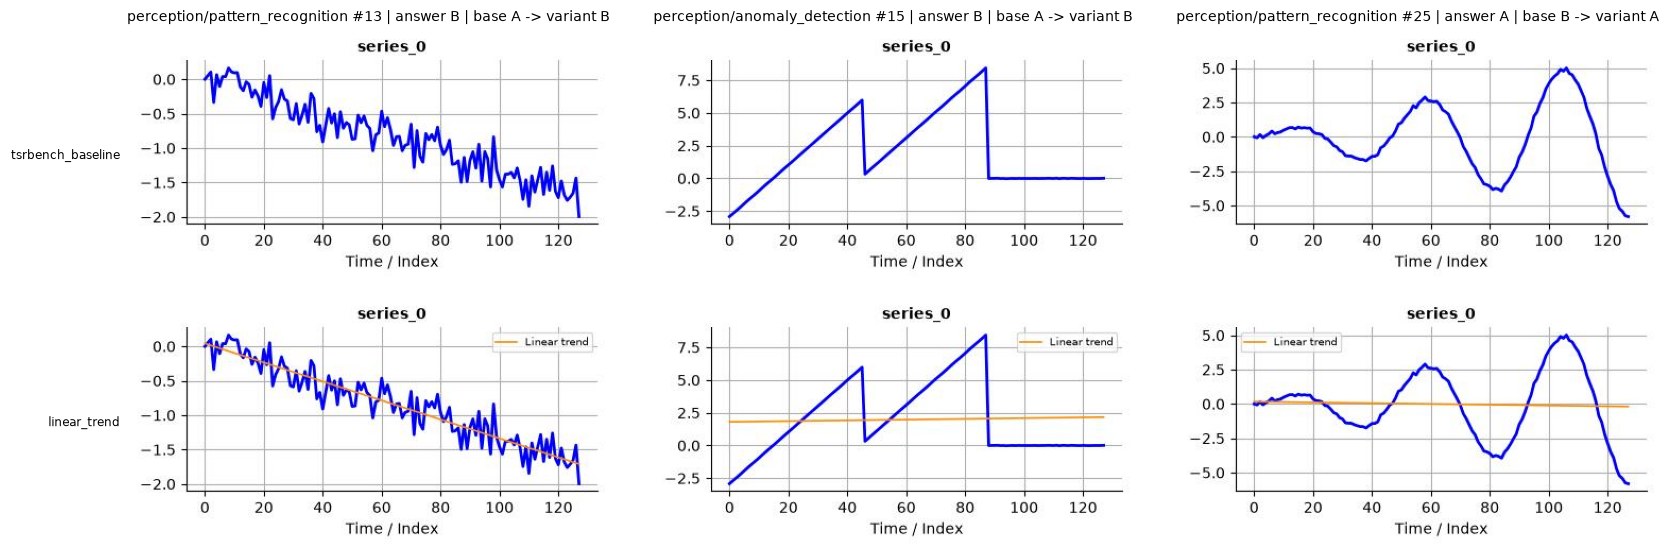 perception/pattern_recognition #13 | answer B | base A -> variant B
perception/anomaly_detection #15 | answer B | base A -> variant B
perception/pattern_recognition #25 | answer A | base B -> variant A
tsrbench_baseline
series_0
0.0
−0.5
−1.0
−1.5
−2.0
0 20 40 60 80 100 120
Time / Index
series_0
7.5
5.0
2.5
0.0
−2.5
0 20 40 60 80 100 120
Time / Index
series_0
5.0
2.5
0.0
−2.5
−5.0
0 20 40 60 80 100 120
Time / Index
linear_trend
series_0
Linear trend
0.0
−0.5
−1.0
−1.5
−2.0
0 20 40 60 80 100 120
Time / Index
series_0
Linear trend
7.5
5.0
2.5
0.0
−2.5
0 20 40 60 80 100 120
Time / Index
series_0
Linear trend
5.0
2.5
0.0
−2.5
−5.0
0 20 40 60 80 100 120
Time / Index